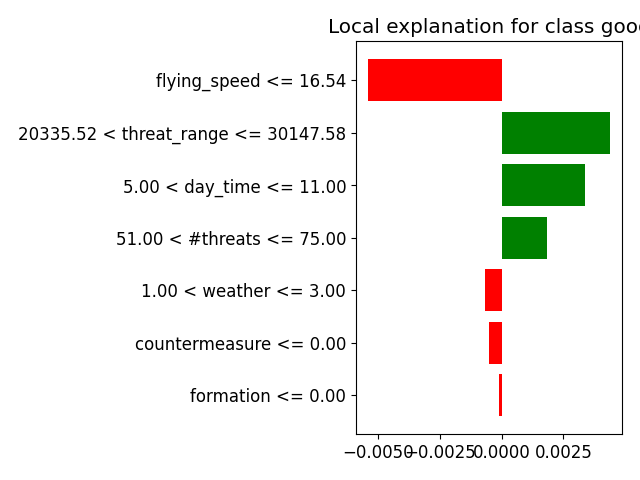 Local explanation for class goo
flying_speed <= 16.54
20335.52 < threat_range <= 30147.58
5.00 < day_time <= 11.00
51.00 < #threats <= 75.00
1.00 < weather <= 3.00
countermeasure <= 0.00
formation <= 0.00
−0.0050 −0.0025 0.0000 0.0025